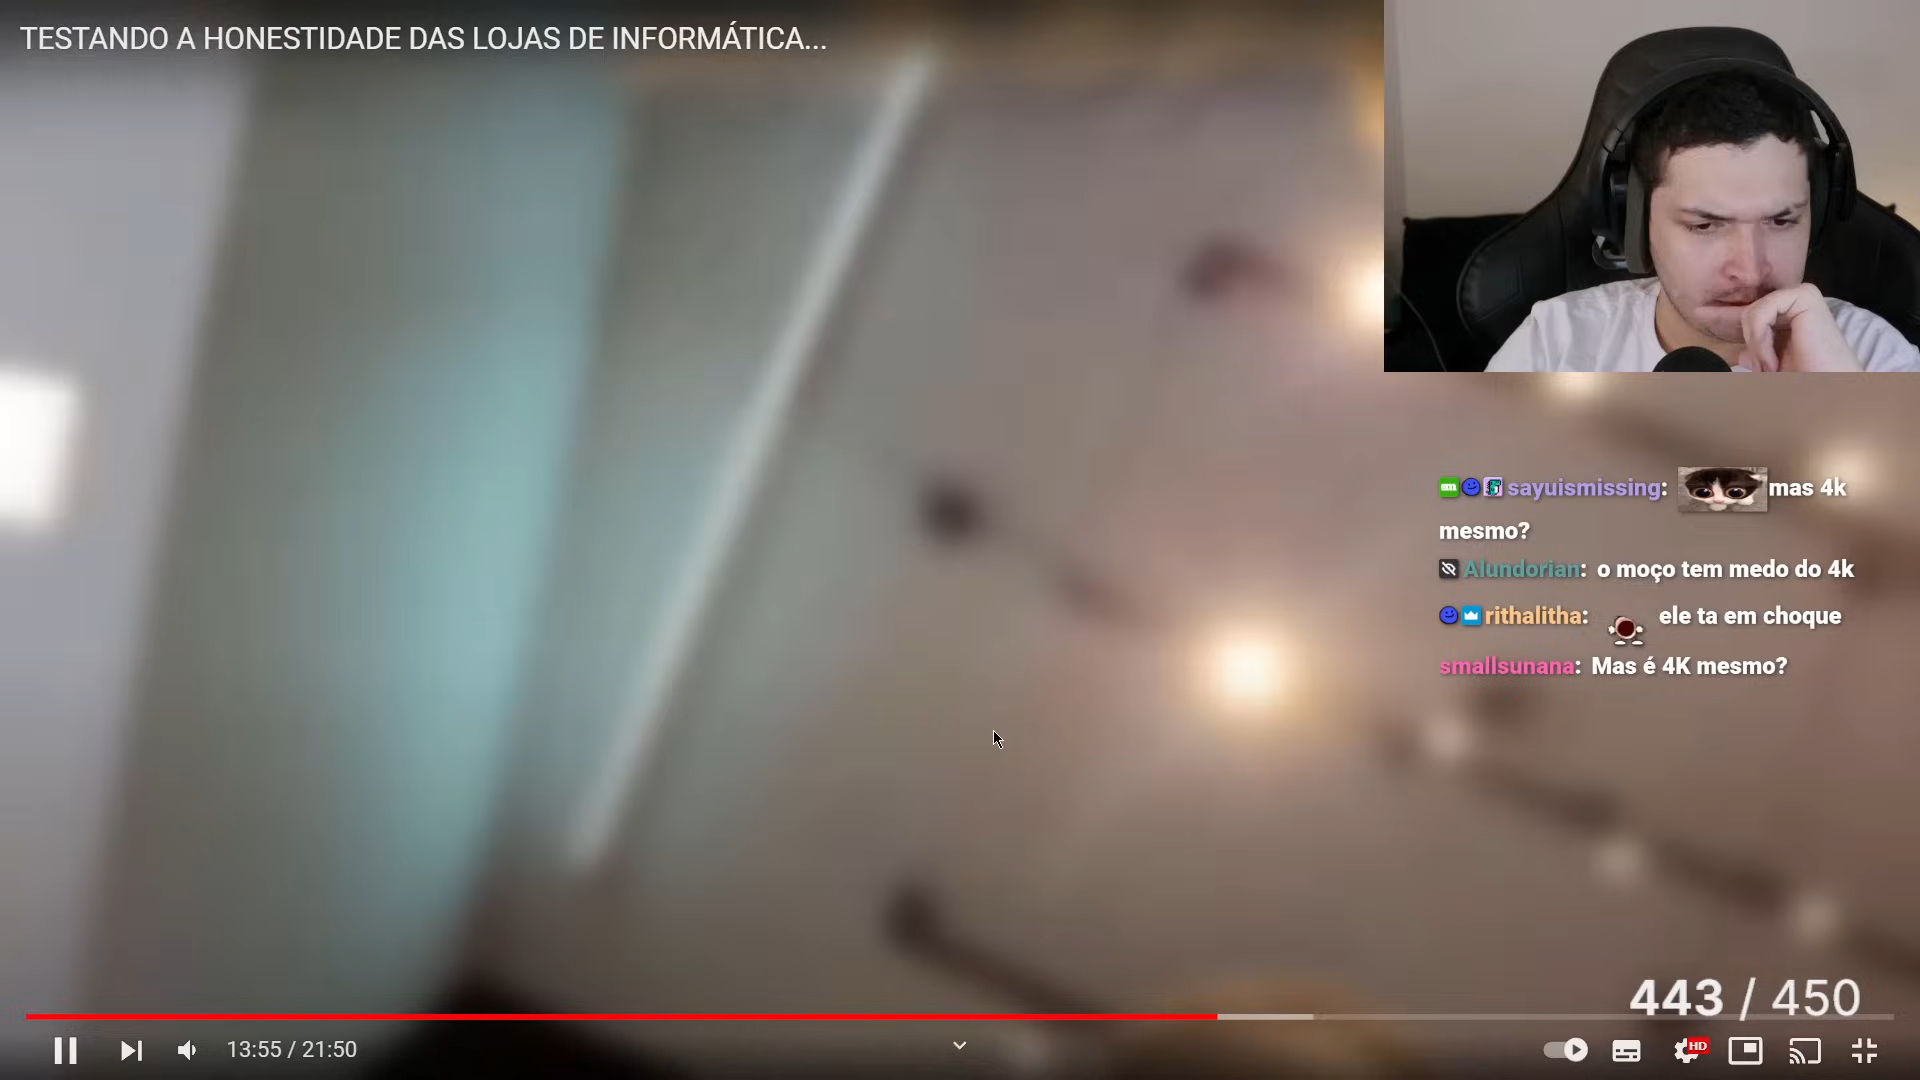 TESTANDO A HONESTIDADE DAS LOJAS DE INFORMÁTICA...
sayuismissing: mas 4k
mesmo?
Alundorian: o moço tem medo do 4k
rithalitha: ele ta em choque
smallsunana: Mas é 4K mesmo?
443 / 450
13:55 / 21:50
HD